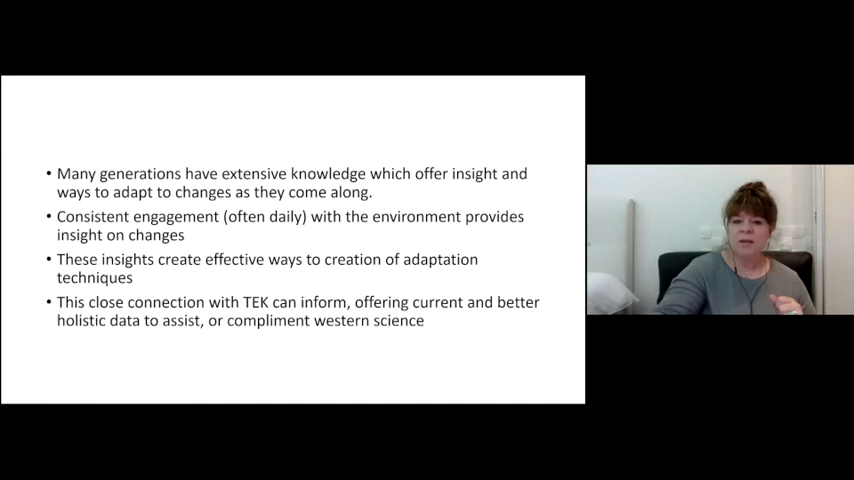 • Many generations have extensive knowledge which offer insight and
ways to adapt to changes as they come along.
• Consistent engagement (often daily) with the environment provides
insight on changes
• These insights create effective ways to creation of adaptation
techniques
• This close connection with TEK can inform, offering current and better
holistic data to assist, or compliment western science